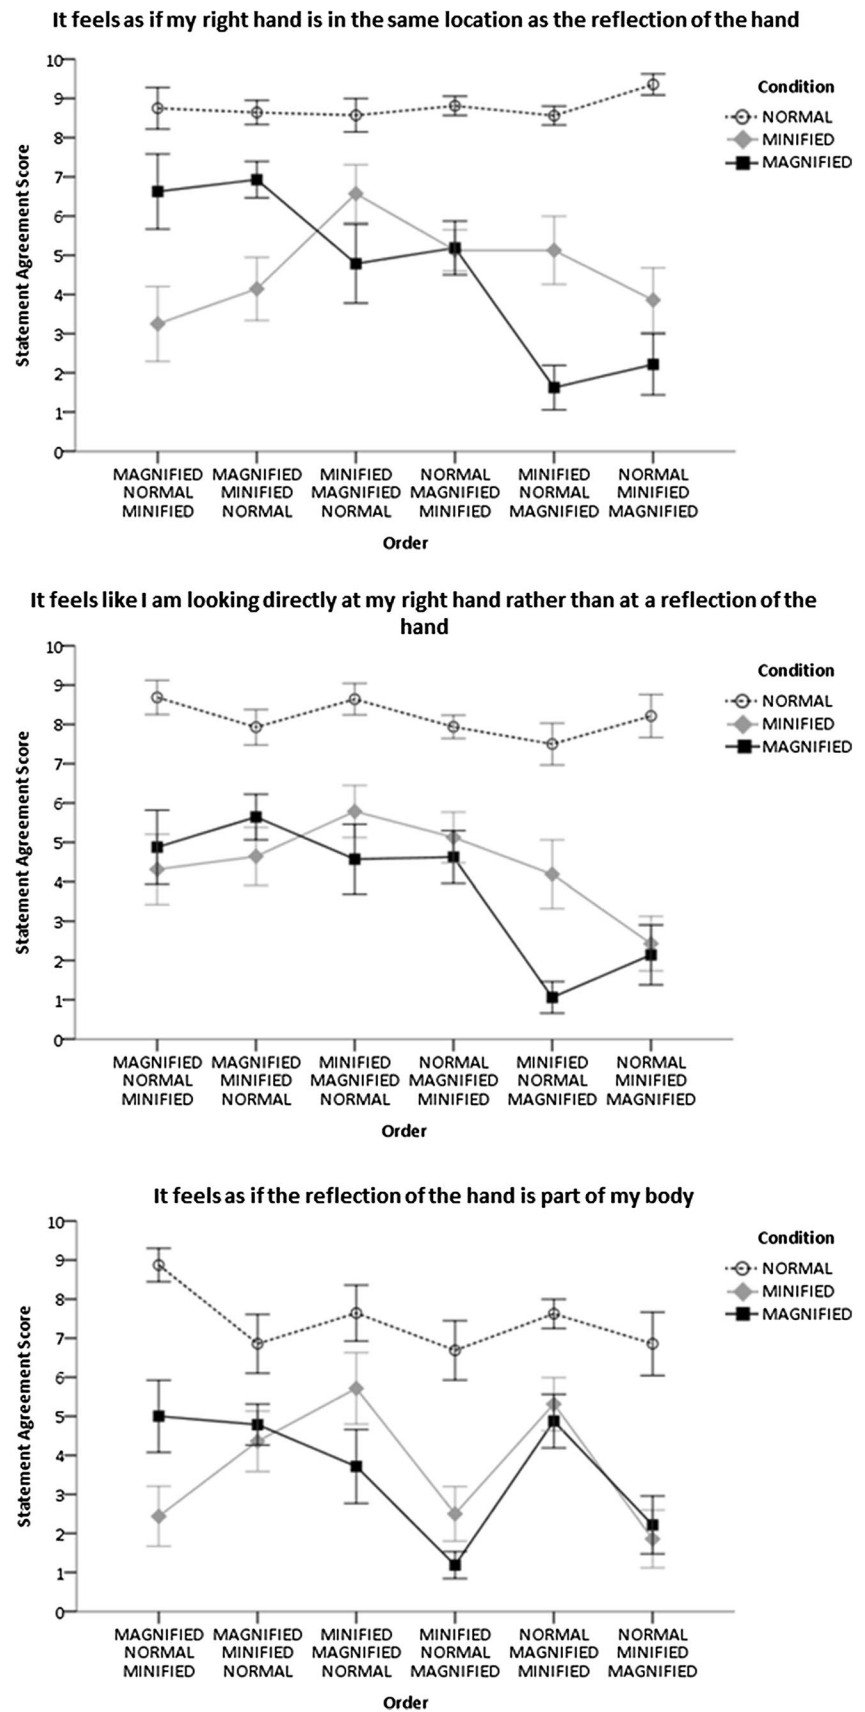 It feels as if my right hand is in the same location as the reflection of the hand
Statement Agreement Score
10
9
8
7
6
5
4
3
2
1
0
Condition
NORMAL
MINIFIED
MAGNIFIED
MAGNIFIED MAGNIFIED MINIFIED NORMAL MINIFIED NORMAL
NORMAL MINIFIED MAGNIFIED MAGNIFIED NORMAL MINIFIED
MINIFIED NORMAL NORMAL MINIFIED MAGNIFIED MAGNIFIED
Order
It feels like I am looking directly at my right hand rather than at a reflection of the
hand
Statement Agreement Score
10
9
8
7
6
5
4
3
2
1
0
Condition
NORMAL
MINIFIED
MAGNIFIED
MAGNIFIED MAGNIFIED MINIFIED NORMAL MINIFIED NORMAL
NORMAL MINIFIED MAGNIFIED MAGNIFIED NORMAL MINIFIED
MINIFIED NORMAL NORMAL MINIFIED MAGNIFIED MAGNIFIED
Order
It feels as if the reflection of the hand is part of my body
Statement Agreement Score
10
9
8
7
6
5
4
3
2
1
0
Condition
NORMAL
MINIFIED
MAGNIFIED
MAGNIFIED MAGNIFIED MINIFIED MINIFIED NORMAL NORMAL
NORMAL MINIFIED MAGNIFIED NORMAL MAGNIFIED MINIFIED
MINIFIED NORMAL NORMAL MAGNIFIED MINIFIED MAGNIFIED
Order